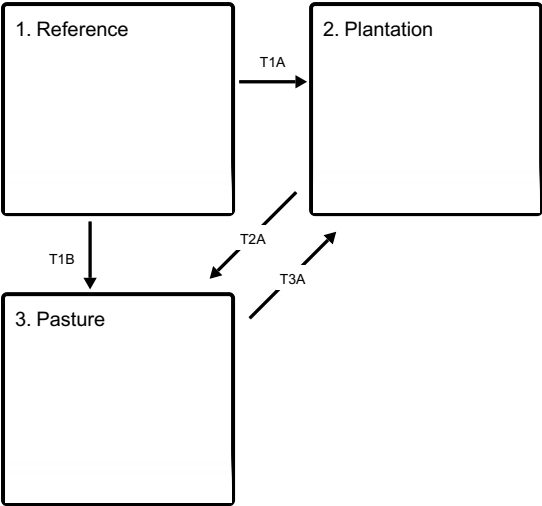 1. Reference
2. Plantation
T1A
T2A
T1B
T3A
3. Pasture